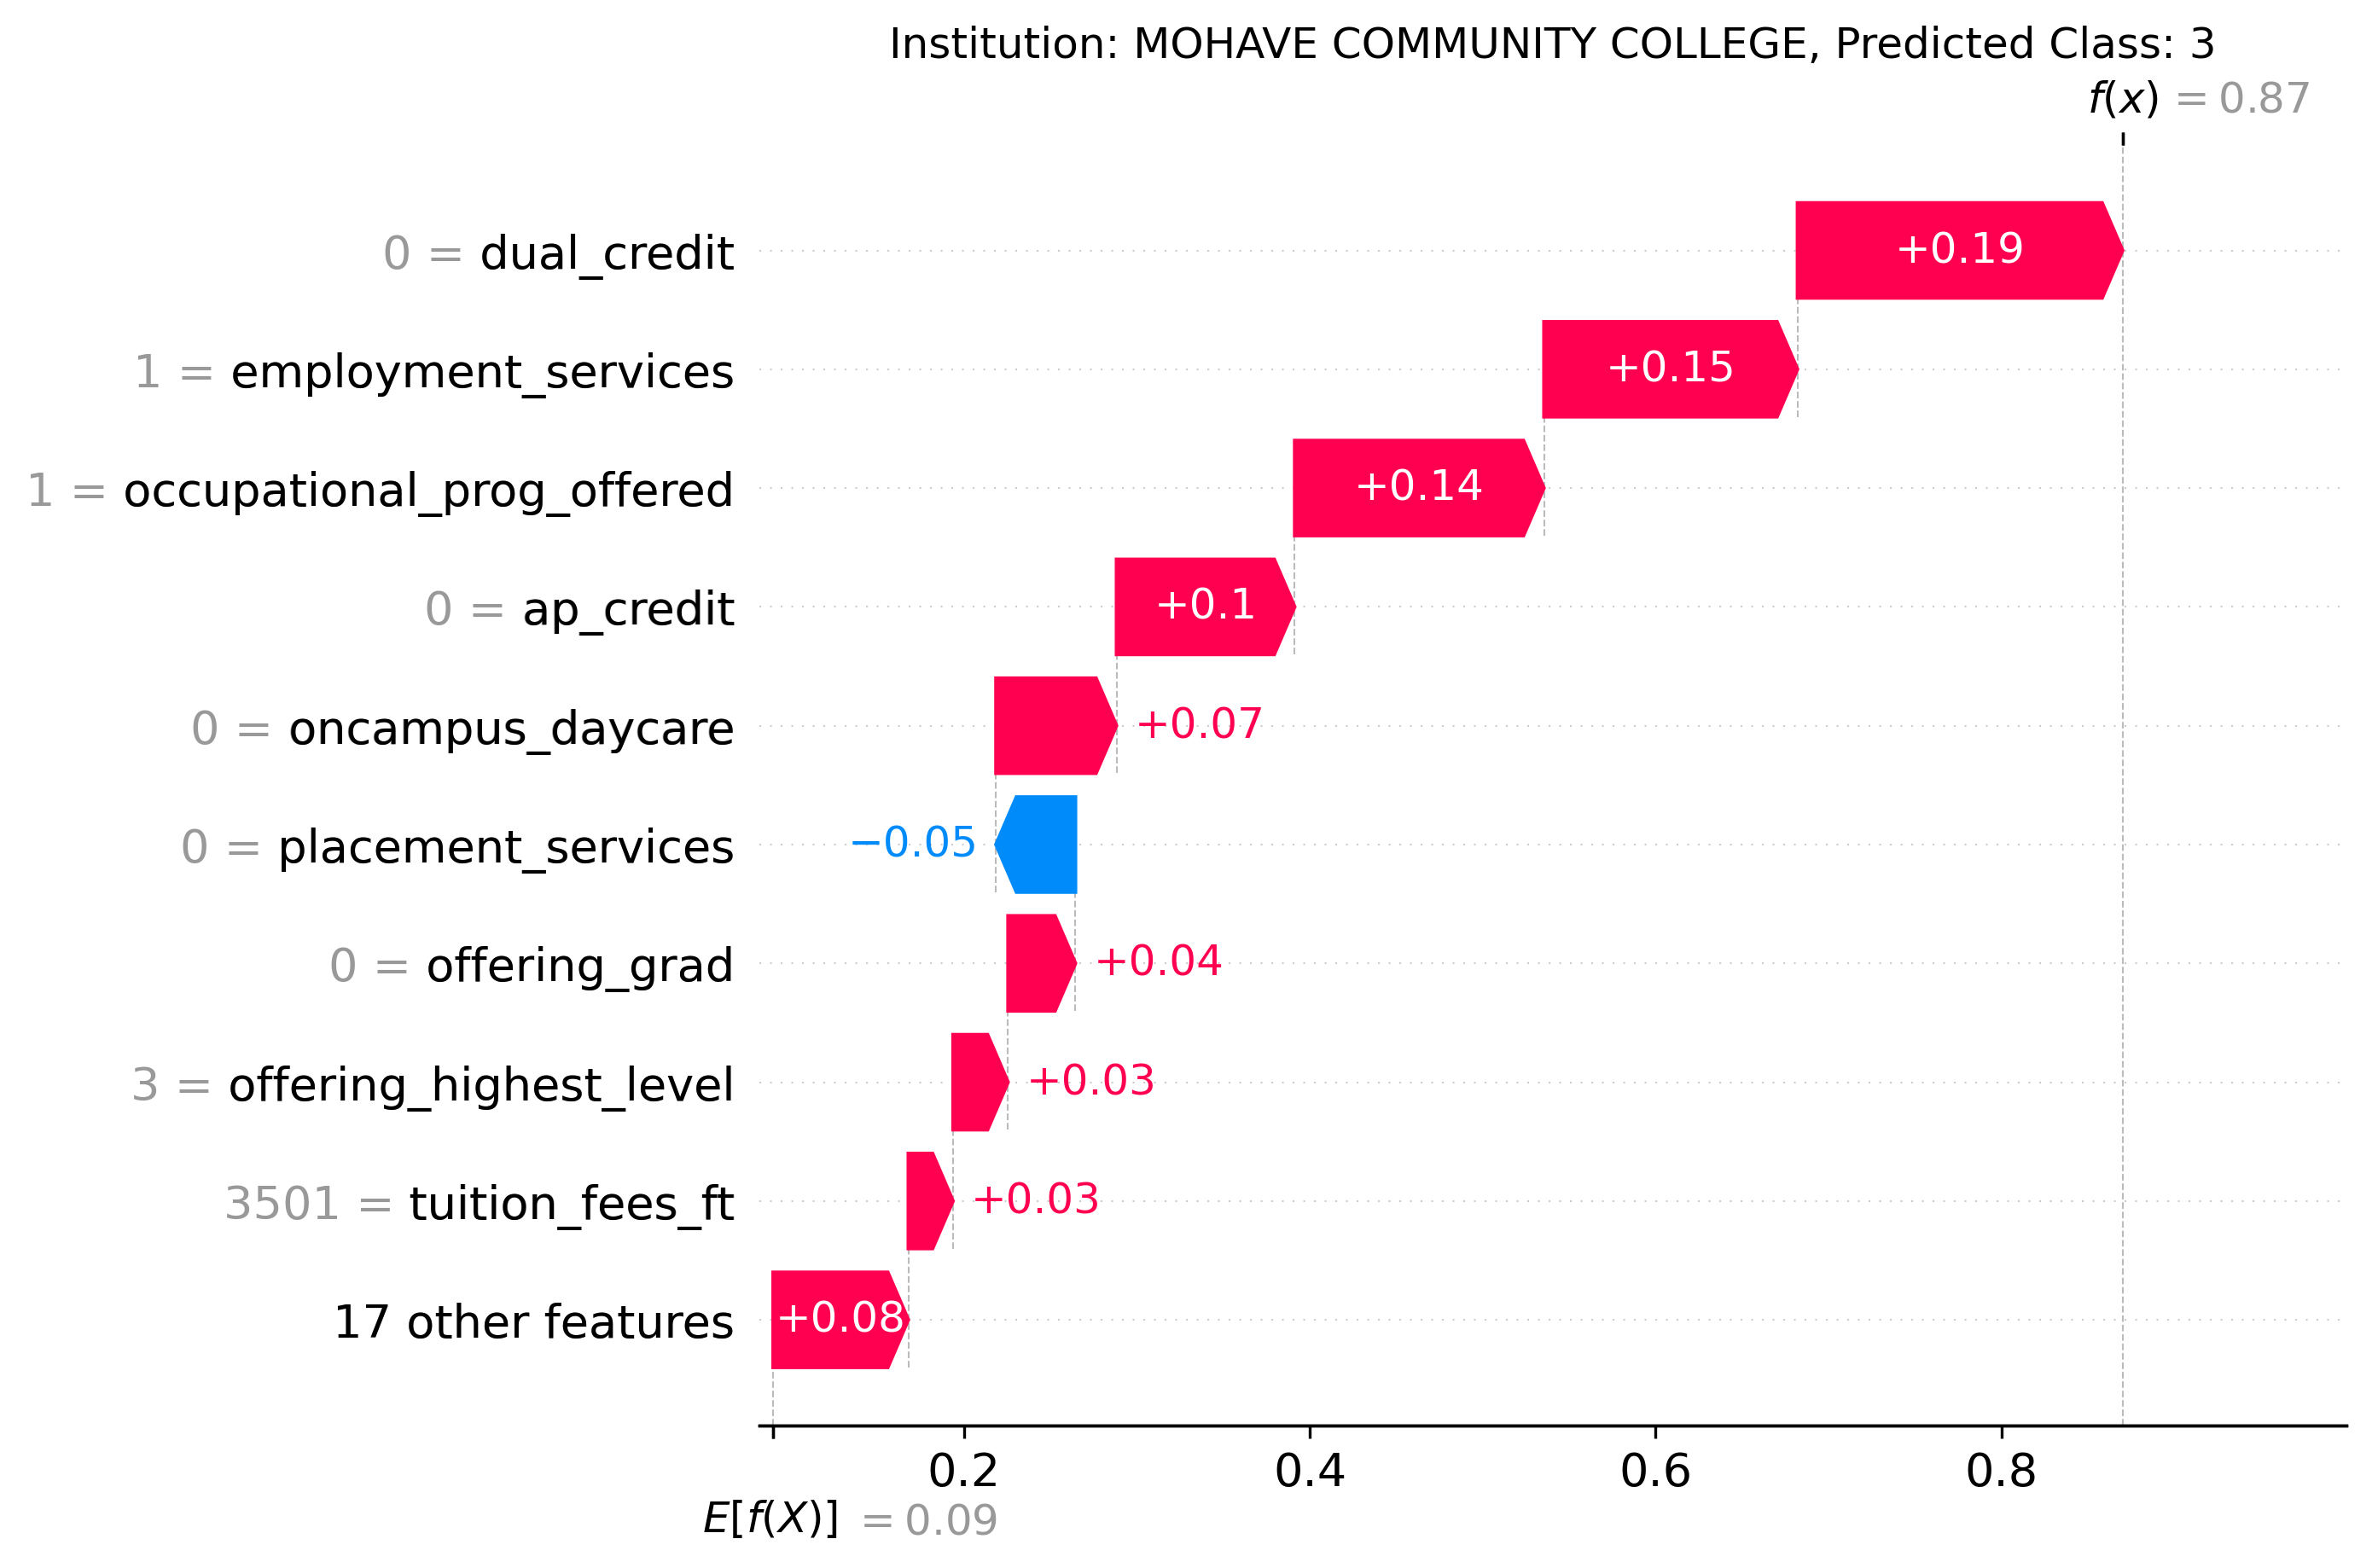 Institution: MOHAVE COMMUNITY COLLEGE, Predicted Class: 3
f(x) = 0.87
0 = dual_credit +0.19
1 = employment_services +0.15
1 = occupational_prog_offered +0.14
0 = ap_credit +0.1
0 = oncampus_daycare +0.07
0 = placement_services −0.05
0 = offering_grad +0.04
3 = offering_highest_level +0.03
3501 = tuition_fees_ft +0.03
17 other features +0.08
0.2 0.4 0.6 0.8
E[f(X)] = 0.09